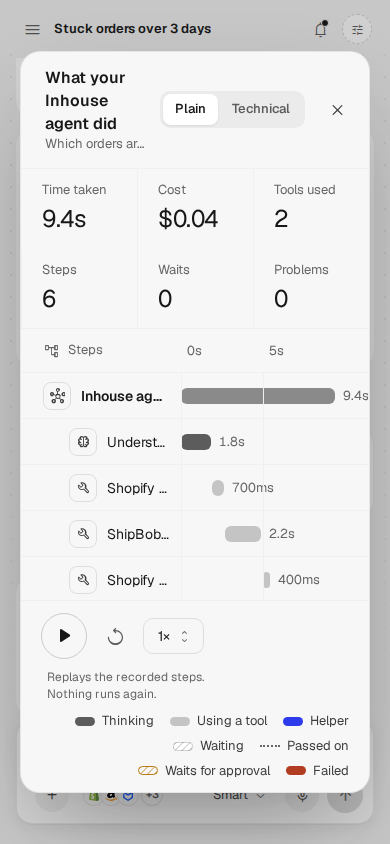 Stuck orders over 3 days
What your
Inhouse
agent did
Which orders ar...
Plain
Technical
Time taken
Cost
Tools used
9.4s
$0.04
2
Steps
Waits
Problems
6
0
0
Steps
0s
5s
Inhouse ag...
9.4s
Underst...
1.8s
Shopify ...
700ms
ShipBob...
2.2s
Shopify ...
400ms
1×
Replays the recorded steps.
Nothing runs again.
Thinking
Using a tool
Helper
Waiting
Passed on
Waits for approval
Failed
+3
Smart